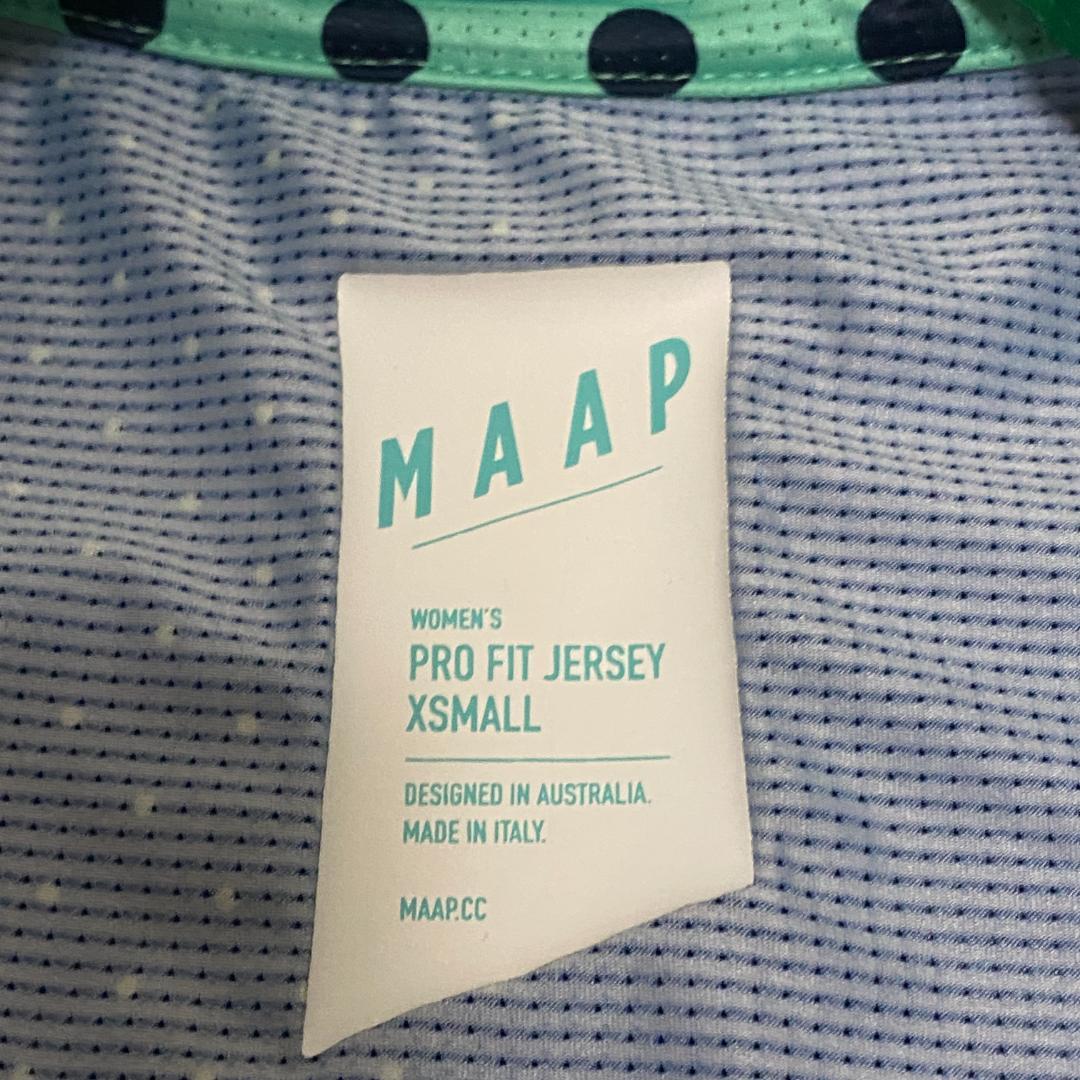 MAAP
WOMEN'S
PRO FIT JERSEY
XSMALL
DESIGNED IN AUSTRALIA.
MADE IN ITALY.
MAAP.CC